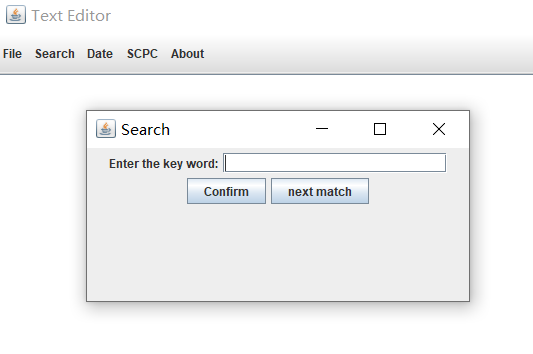 Text Editor
File Search Date SCPC About
Search
Enter the key word:
Confirm next match